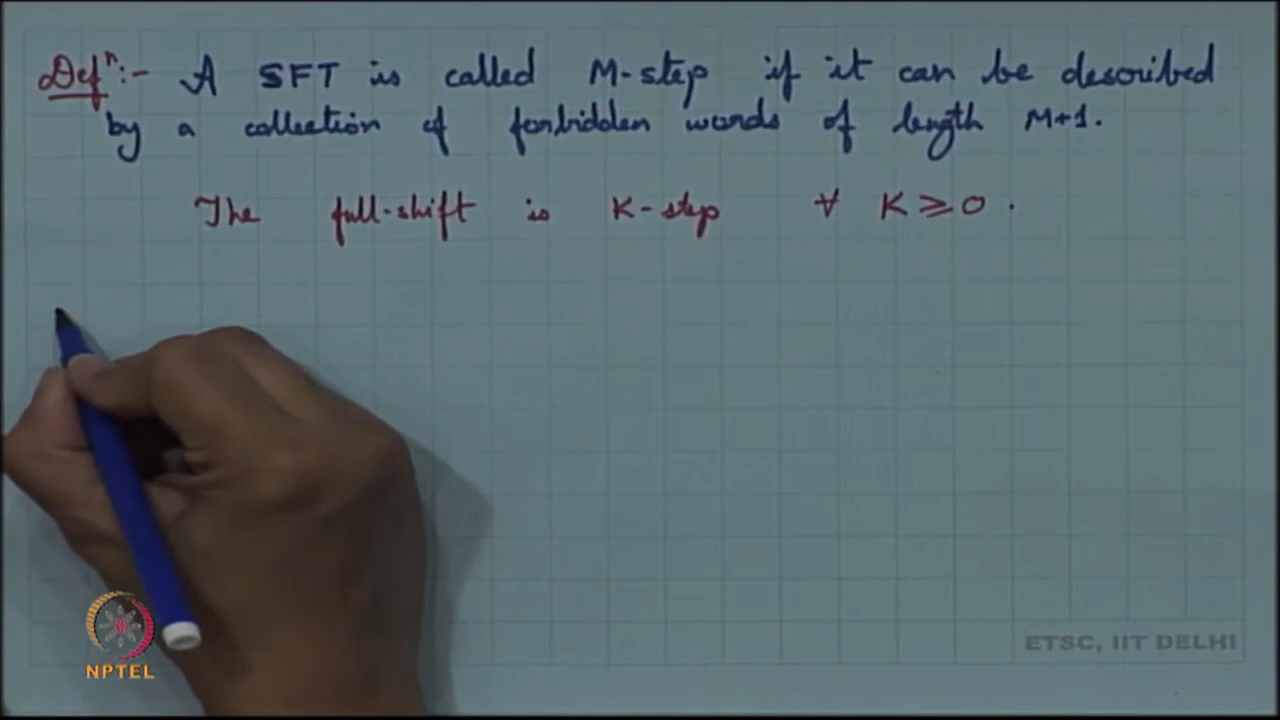 Defⁿ:- A SFT is called M-step if it can be described
by a collection of forbidden words of length M+1.
The full-shift is K-step ∀ K ≥ 0 .
ETSC, IIT DELHI
NPTEL